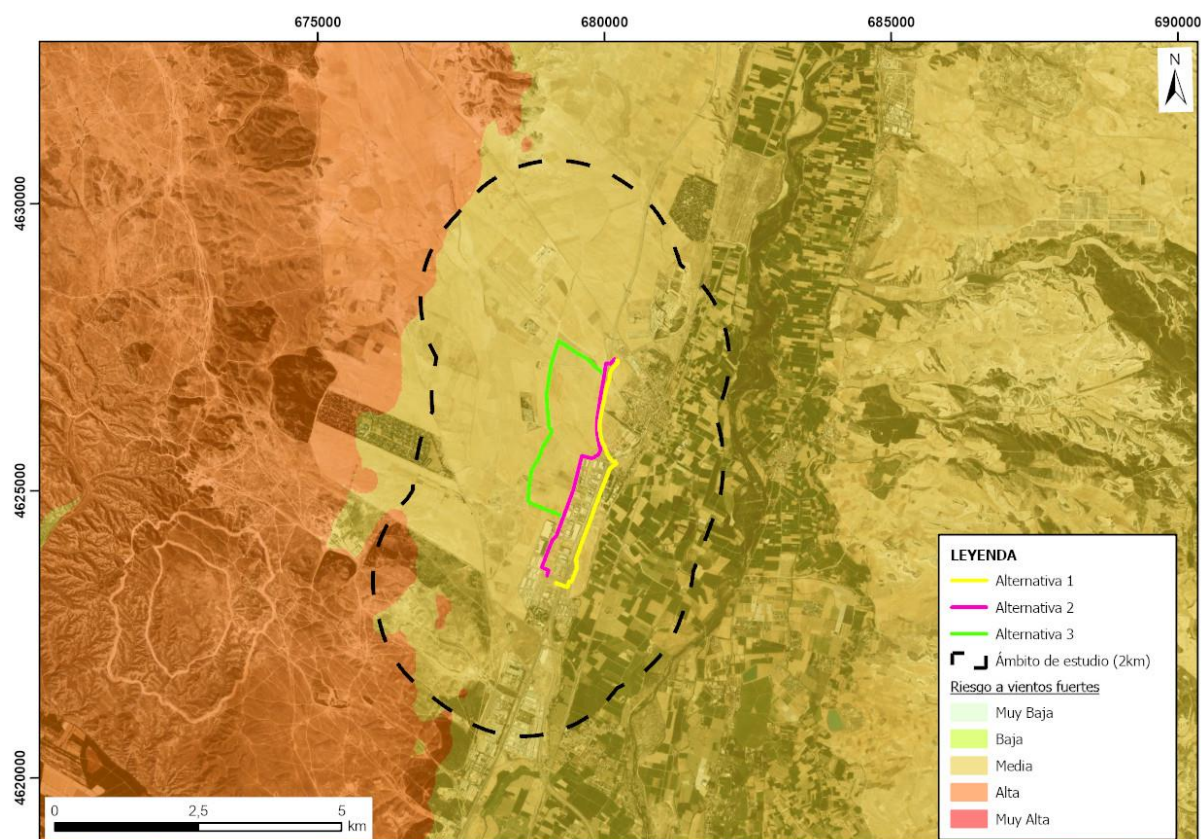 675000 680000 685000 690000
N
4630000
4625000
4620000
LEYENDA
Alternativa 1
Alternativa 2
Alternativa 3
Ámbito de estudio (2km)
Riesgo a vientos fuertes
Muy Baja
Baja
Media
Alta
Muy Alta
0 2,5 5
km